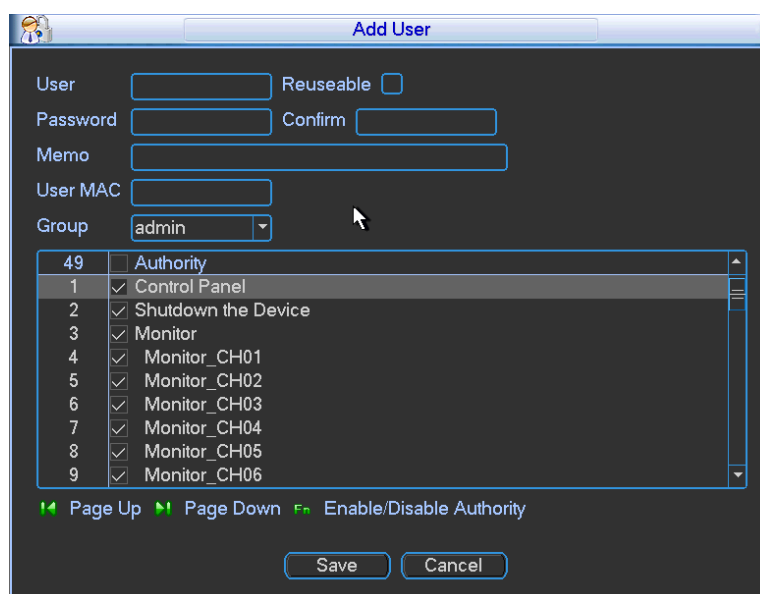 Add User
User Reuseable
Password Confirm
Memo
User MAC
Group admin
49 Authority
1 Control Panel
2 Shutdown the Device
3 Monitor
4 Monitor_CH01
5 Monitor_CH02
6 Monitor_CH03
7 Monitor_CH04
8 Monitor_CH05
9 Monitor_CH06
Page Up Page Down Fn Enable/Disable Authority
Save Cancel